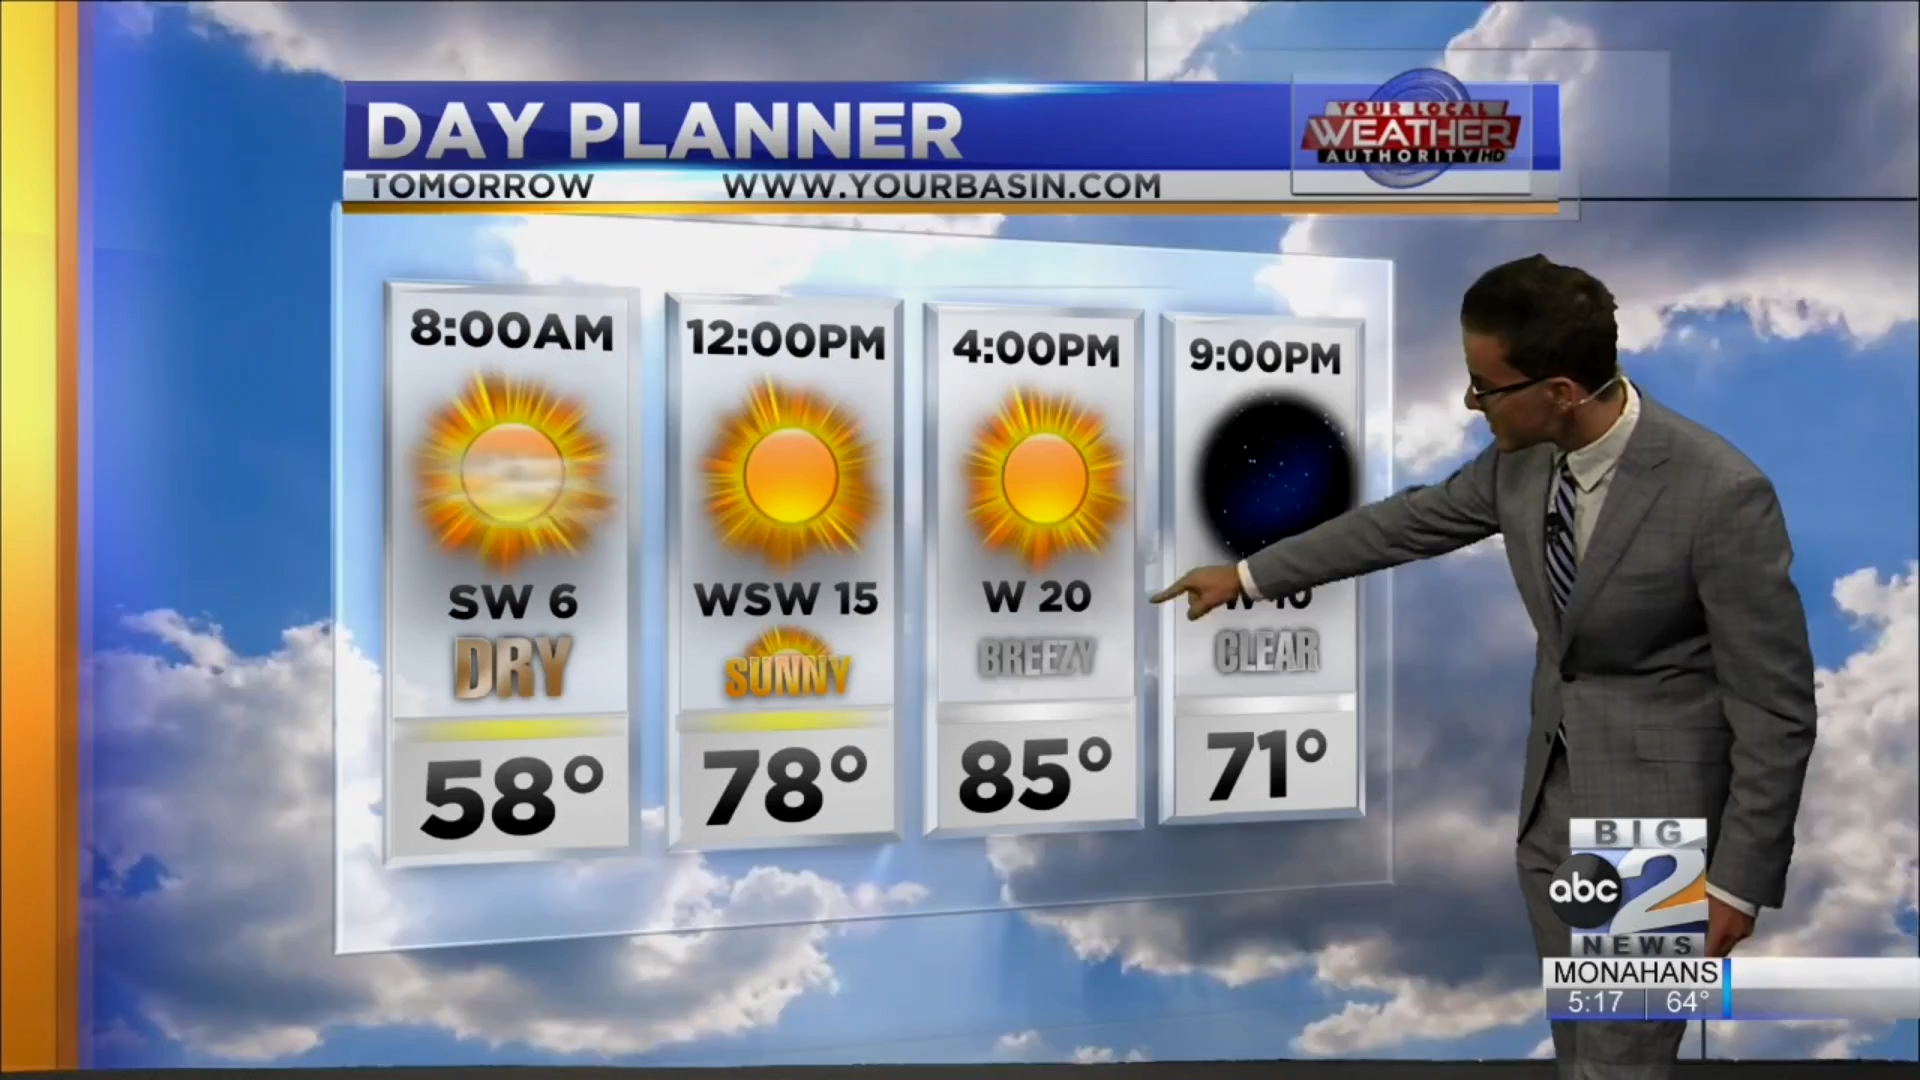 DAY PLANNER
YOUR LOCAL
WEATHER
AUTHORITY HD
TOMORROW WWW.YOURBASIN.COM
8:00AM 12:00PM 4:00PM 9:00PM
SW 6 WSW 15 W 20 W 10
DRY SUNNY BREEZY CLEAR
58° 78° 85° 71°
BIG
abc 2
NEWS
MONAHANS
5:17 64°